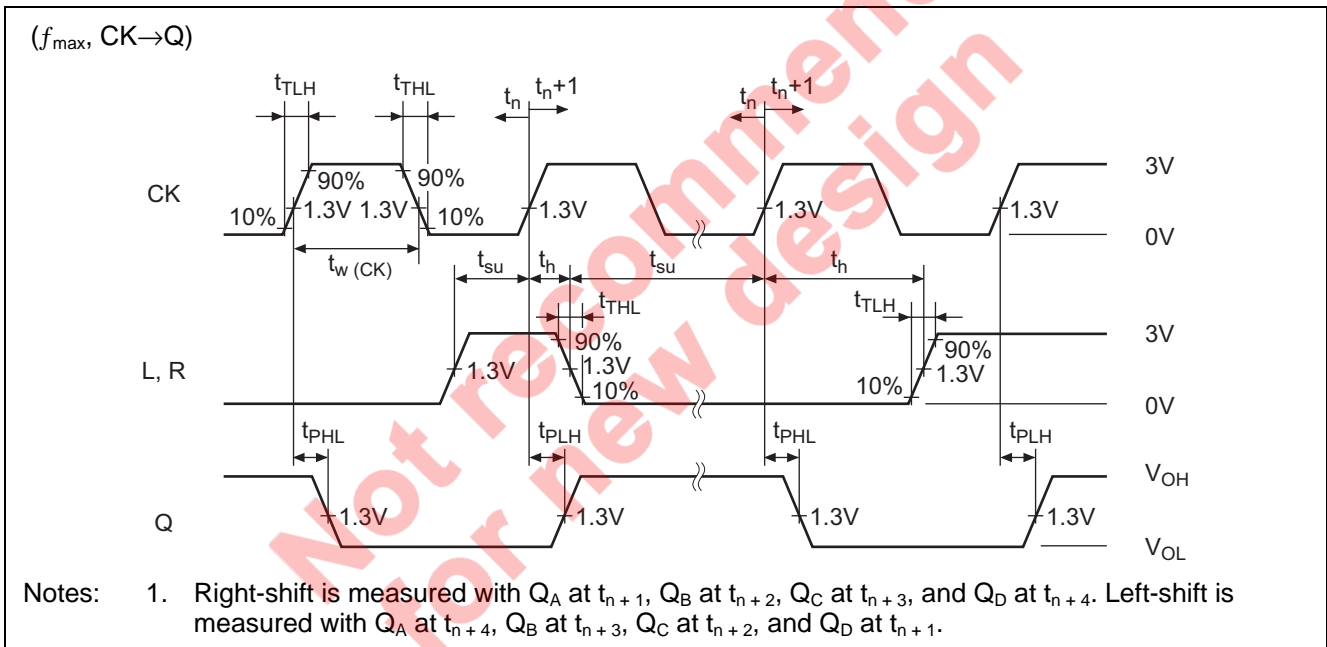 (fmax, CK→Q)
tTLH
tTHL
tn
tn+1
tn
tn+1
CK
90%
90%
10%
1.3V
1.3V
10%
1.3V
1.3V
1.3V
3V
0V
tw (CK)
tsu
th
tsu
th
tTHL
tTLH
L, R
1.3V
90%
1.3V
10%
90%
1.3V
10%
3V
0V
tPHL
tPLH
tPHL
tPLH
Q
1.3V
1.3V
1.3V
1.3V
VOH
VOL
Notes: 1. Right-shift is measured with QA at tn + 1, QB at tn + 2, QC at tn + 3, and QD at tn + 4. Left-shift is
measured with QA at tn + 4, QB at tn + 3, QC at tn + 2, and QD at tn + 1.
Not recommen
for new design